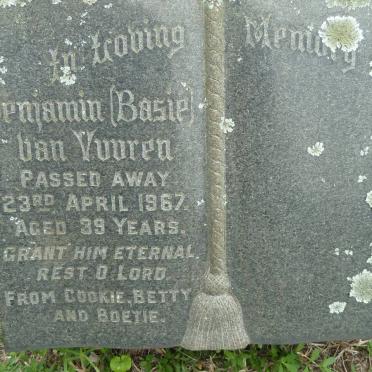 In Loving Memory
enjamin (Basie)
van Vuuren
PASSED AWAY
23RD APRIL 1967.
AGED 39 YEARS.
GRANT HIM ETERNAL
REST O LORD.
FROM COOKIE, BETTY
AND BOETIE.